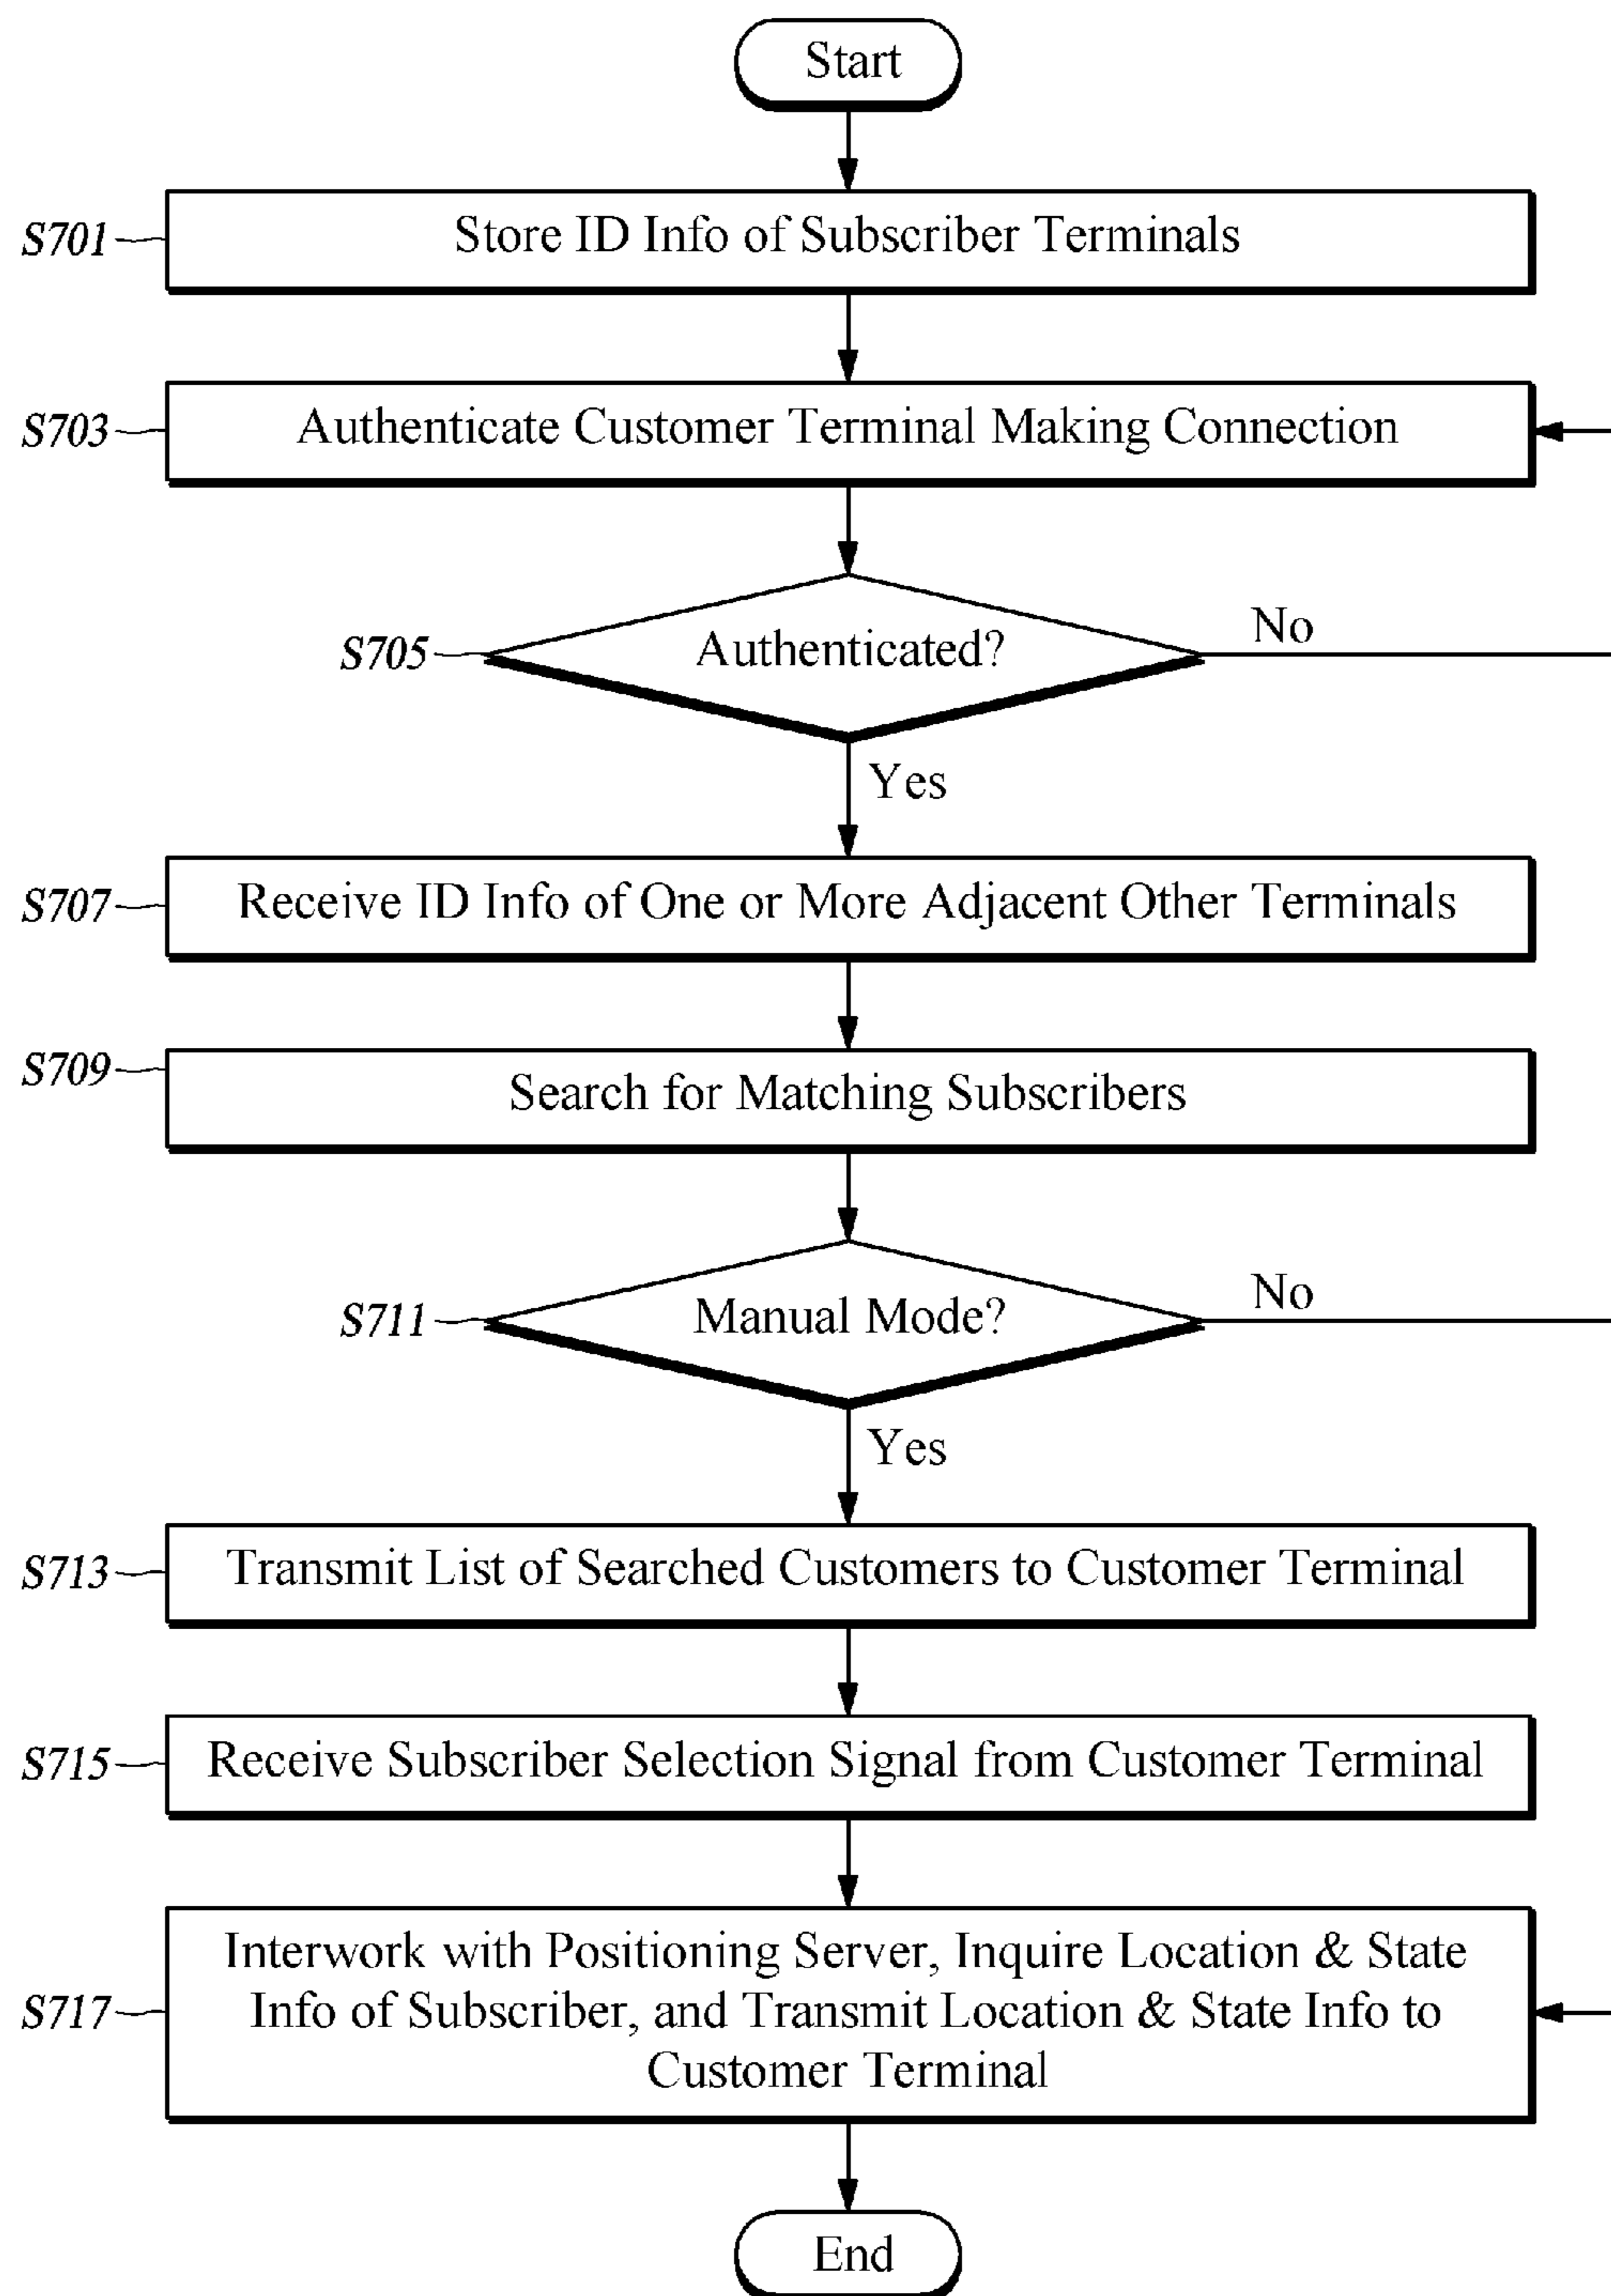 Start
S701
Store ID Info of Subscriber Terminals
S703
Authenticate Customer Terminal Making Connection
S705
Authenticated?
No
Yes
S707
Receive ID Info of One or More Adjacent Other Terminals
S709
Search for Matching Subscribers
S711
Manual Mode?
No
Yes
S713
Transmit List of Searched Customers to Customer Terminal
S715
Receive Subscriber Selection Signal from Customer Terminal
S717
Interwork with Positioning Server, Inquire Location & State
Info of Subscriber, and Transmit Location & State Info to
Customer Terminal
End